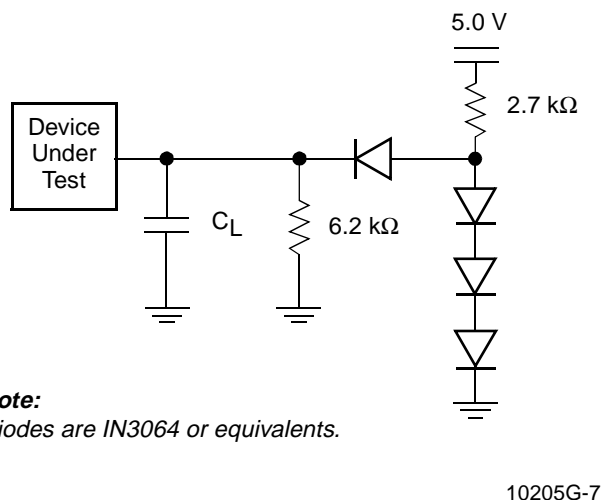 5.0 V
2.7 kΩ
Device
Under
Test
CL
6.2 kΩ
ote:
iodes are IN3064 or equivalents.
10205G-7